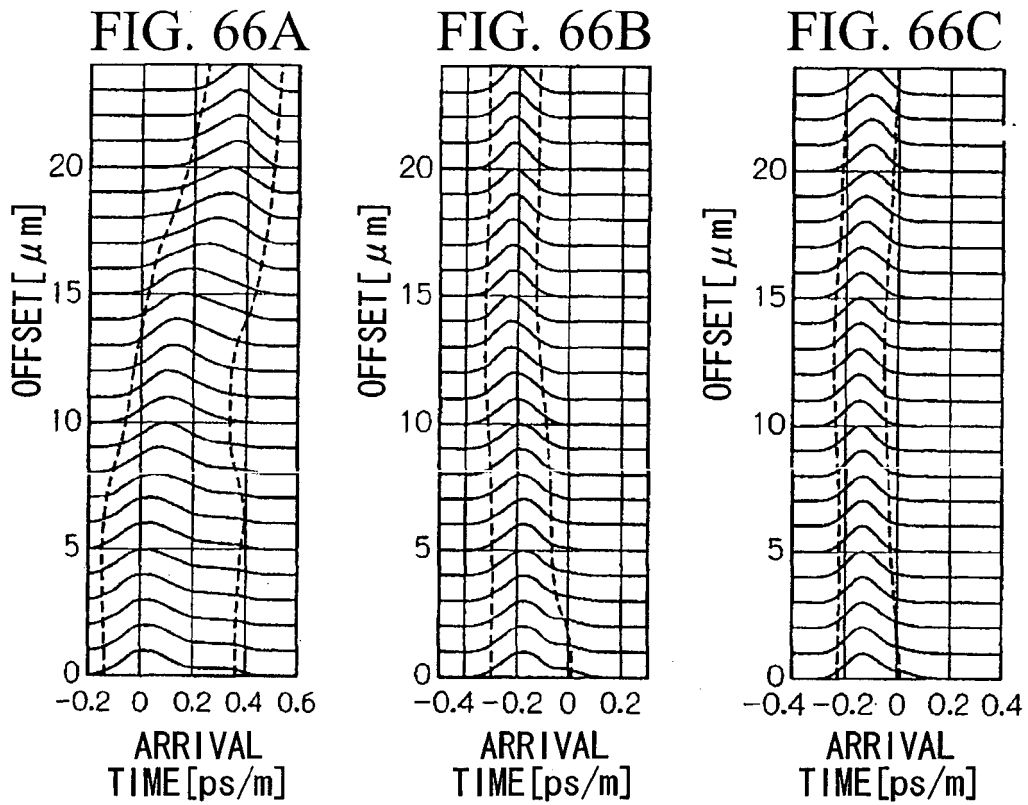 FIG. 66A
FIG. 66B
FIG. 66C
OFFSET[μm]
20
15
10
5
0
-0.2 0 0.2 0.4 0.6
ARRIVAL
TIME[ps/m]
OFFSET[μm]
20
15
10
5
0
-0.4 -0.2 0 0.2
ARRIVAL
TIME[ps/m]
OFFSET[μm]
20
15
10
5
0
-0.4 -0.2 0 0.2 0.4
ARRIVAL
TIME[ps/m]